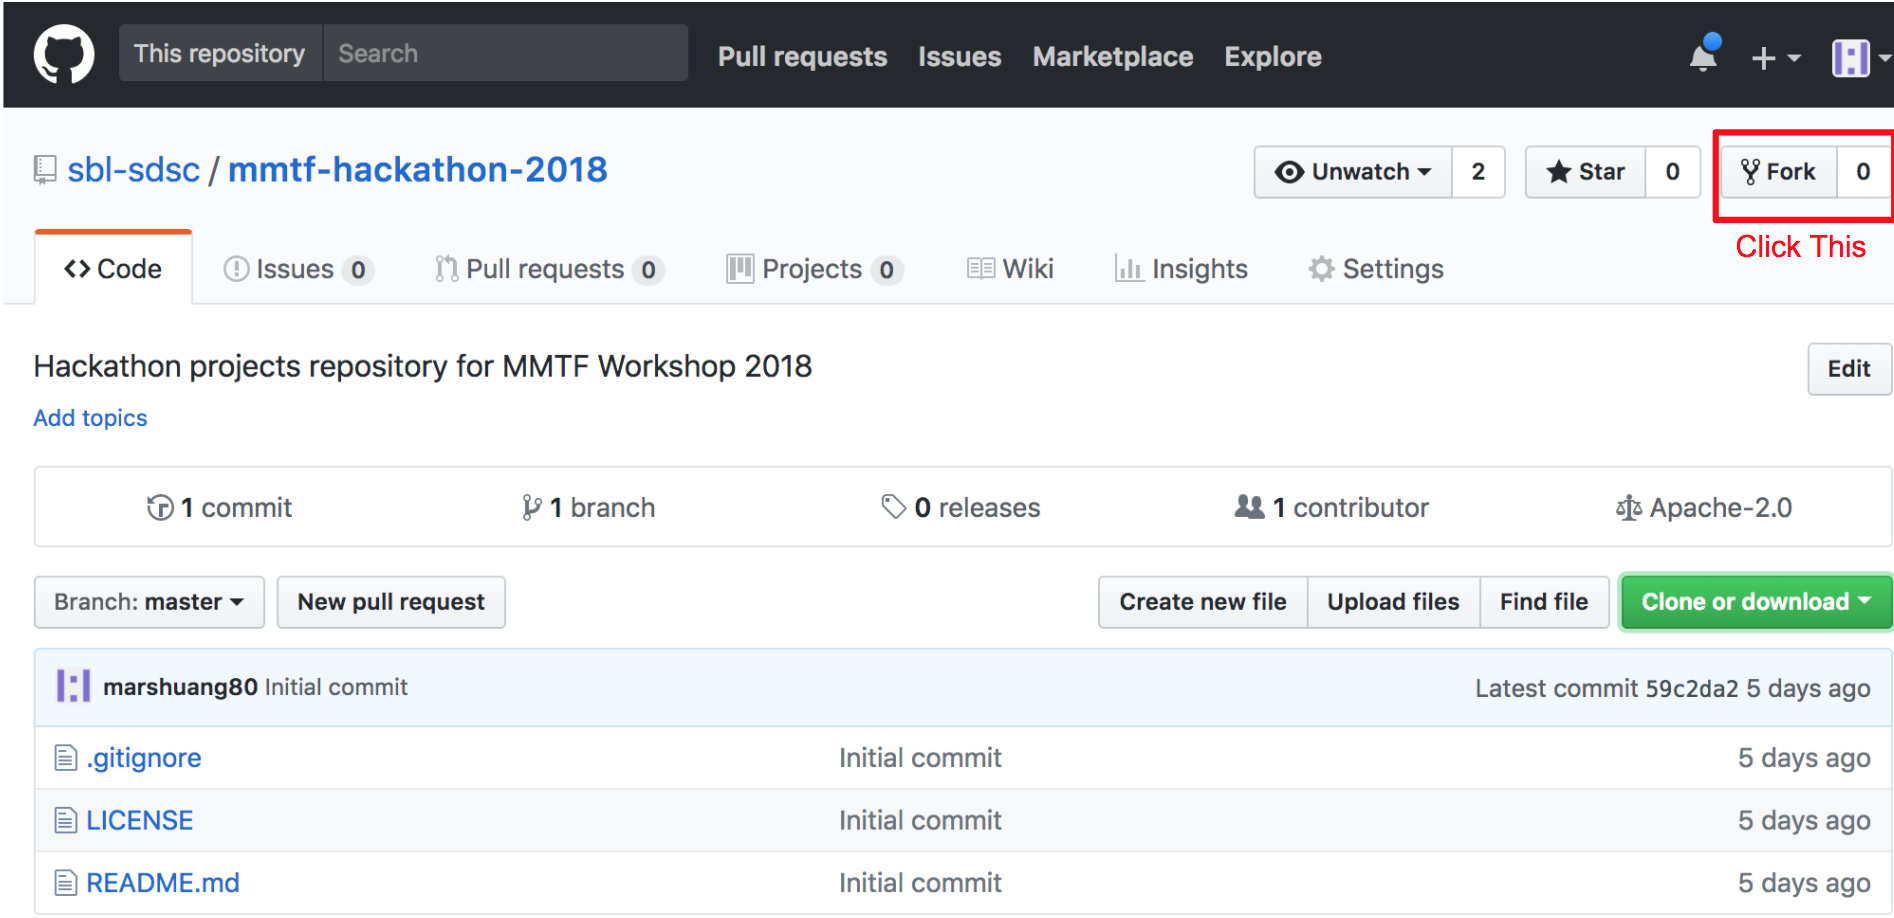 This repository Search Pull requests Issues Marketplace Explore
sbl-sdsc / mmtf-hackathon-2018 Unwatch 2 Star 0 Fork 0
Click This
Code Issues 0 Pull requests 0 Projects 0 Wiki Insights Settings
Hackathon projects repository for MMTF Workshop 2018 Edit
Add topics
1 commit 1 branch 0 releases 1 contributor Apache-2.0
Branch: master New pull request Create new file Upload files Find file Clone or download
marshuang80 Initial commit Latest commit 59c2da2 5 days ago
.gitignore Initial commit 5 days ago
LICENSE Initial commit 5 days ago
README.md Initial commit 5 days ago